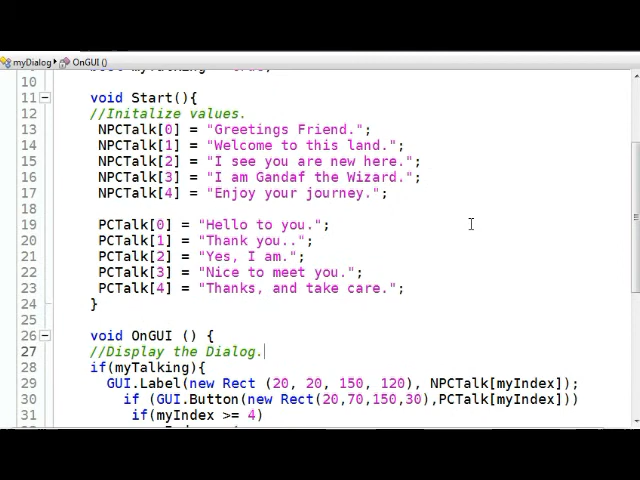 myDialog OnGUI ()
10
11 void Start(){
12 //Initalize values.
13 NPCTalk[0] = "Greetings Friend.";
14 NPCTalk[1] = "Welcome to this land.";
15 NPCTalk[2] = "I see you are new here.";
16 NPCTalk[3] = "I am Gandaf the Wizard.";
17 NPCTalk[4] = "Enjoy your journey.";
18
19 PCTalk[0] = "Hello to you.";
20 PCTalk[1] = "Thank you..";
21 PCTalk[2] = "Yes, I am.";
22 PCTalk[3] = "Nice to meet you.";
23 PCTalk[4] = "Thanks, and take care.";
24 }
25
26 void OnGUI () {
27 //Display the Dialog.
28 if(myTalking){
29 GUI.Label(new Rect (20, 20, 150, 120), NPCTalk[myIndex]);
30 if (GUI.Button(new Rect(20,70,150,30),PCTalk[myIndex]))
31 if(myIndex >= 4)